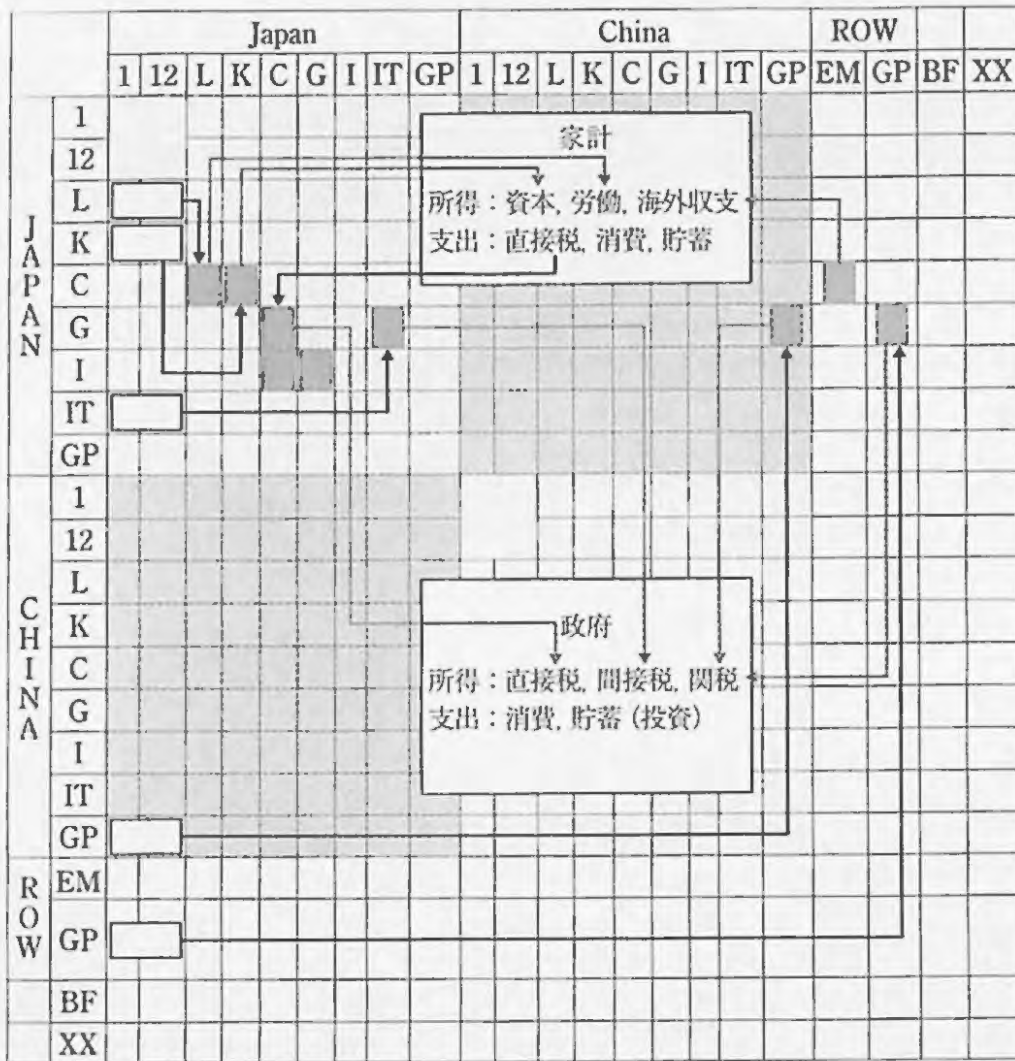 Japan China ROW
1 12 L K C G I IT GP 1 12 L K C G I IT GP EM GP BF XX
JAPAN
1
12
L
K
C
G
I
IT
GP
家計
所得：資本, 労働, 海外収支
支出：直接税, 消費, 貯蓄
CHINA
1
12
L
K
C
G
I
IT
GP
政府
所得：直接税, 間接税, 関税
支出：消費, 貯蓄 (投資)
ROW
EM
GP
BF
XX